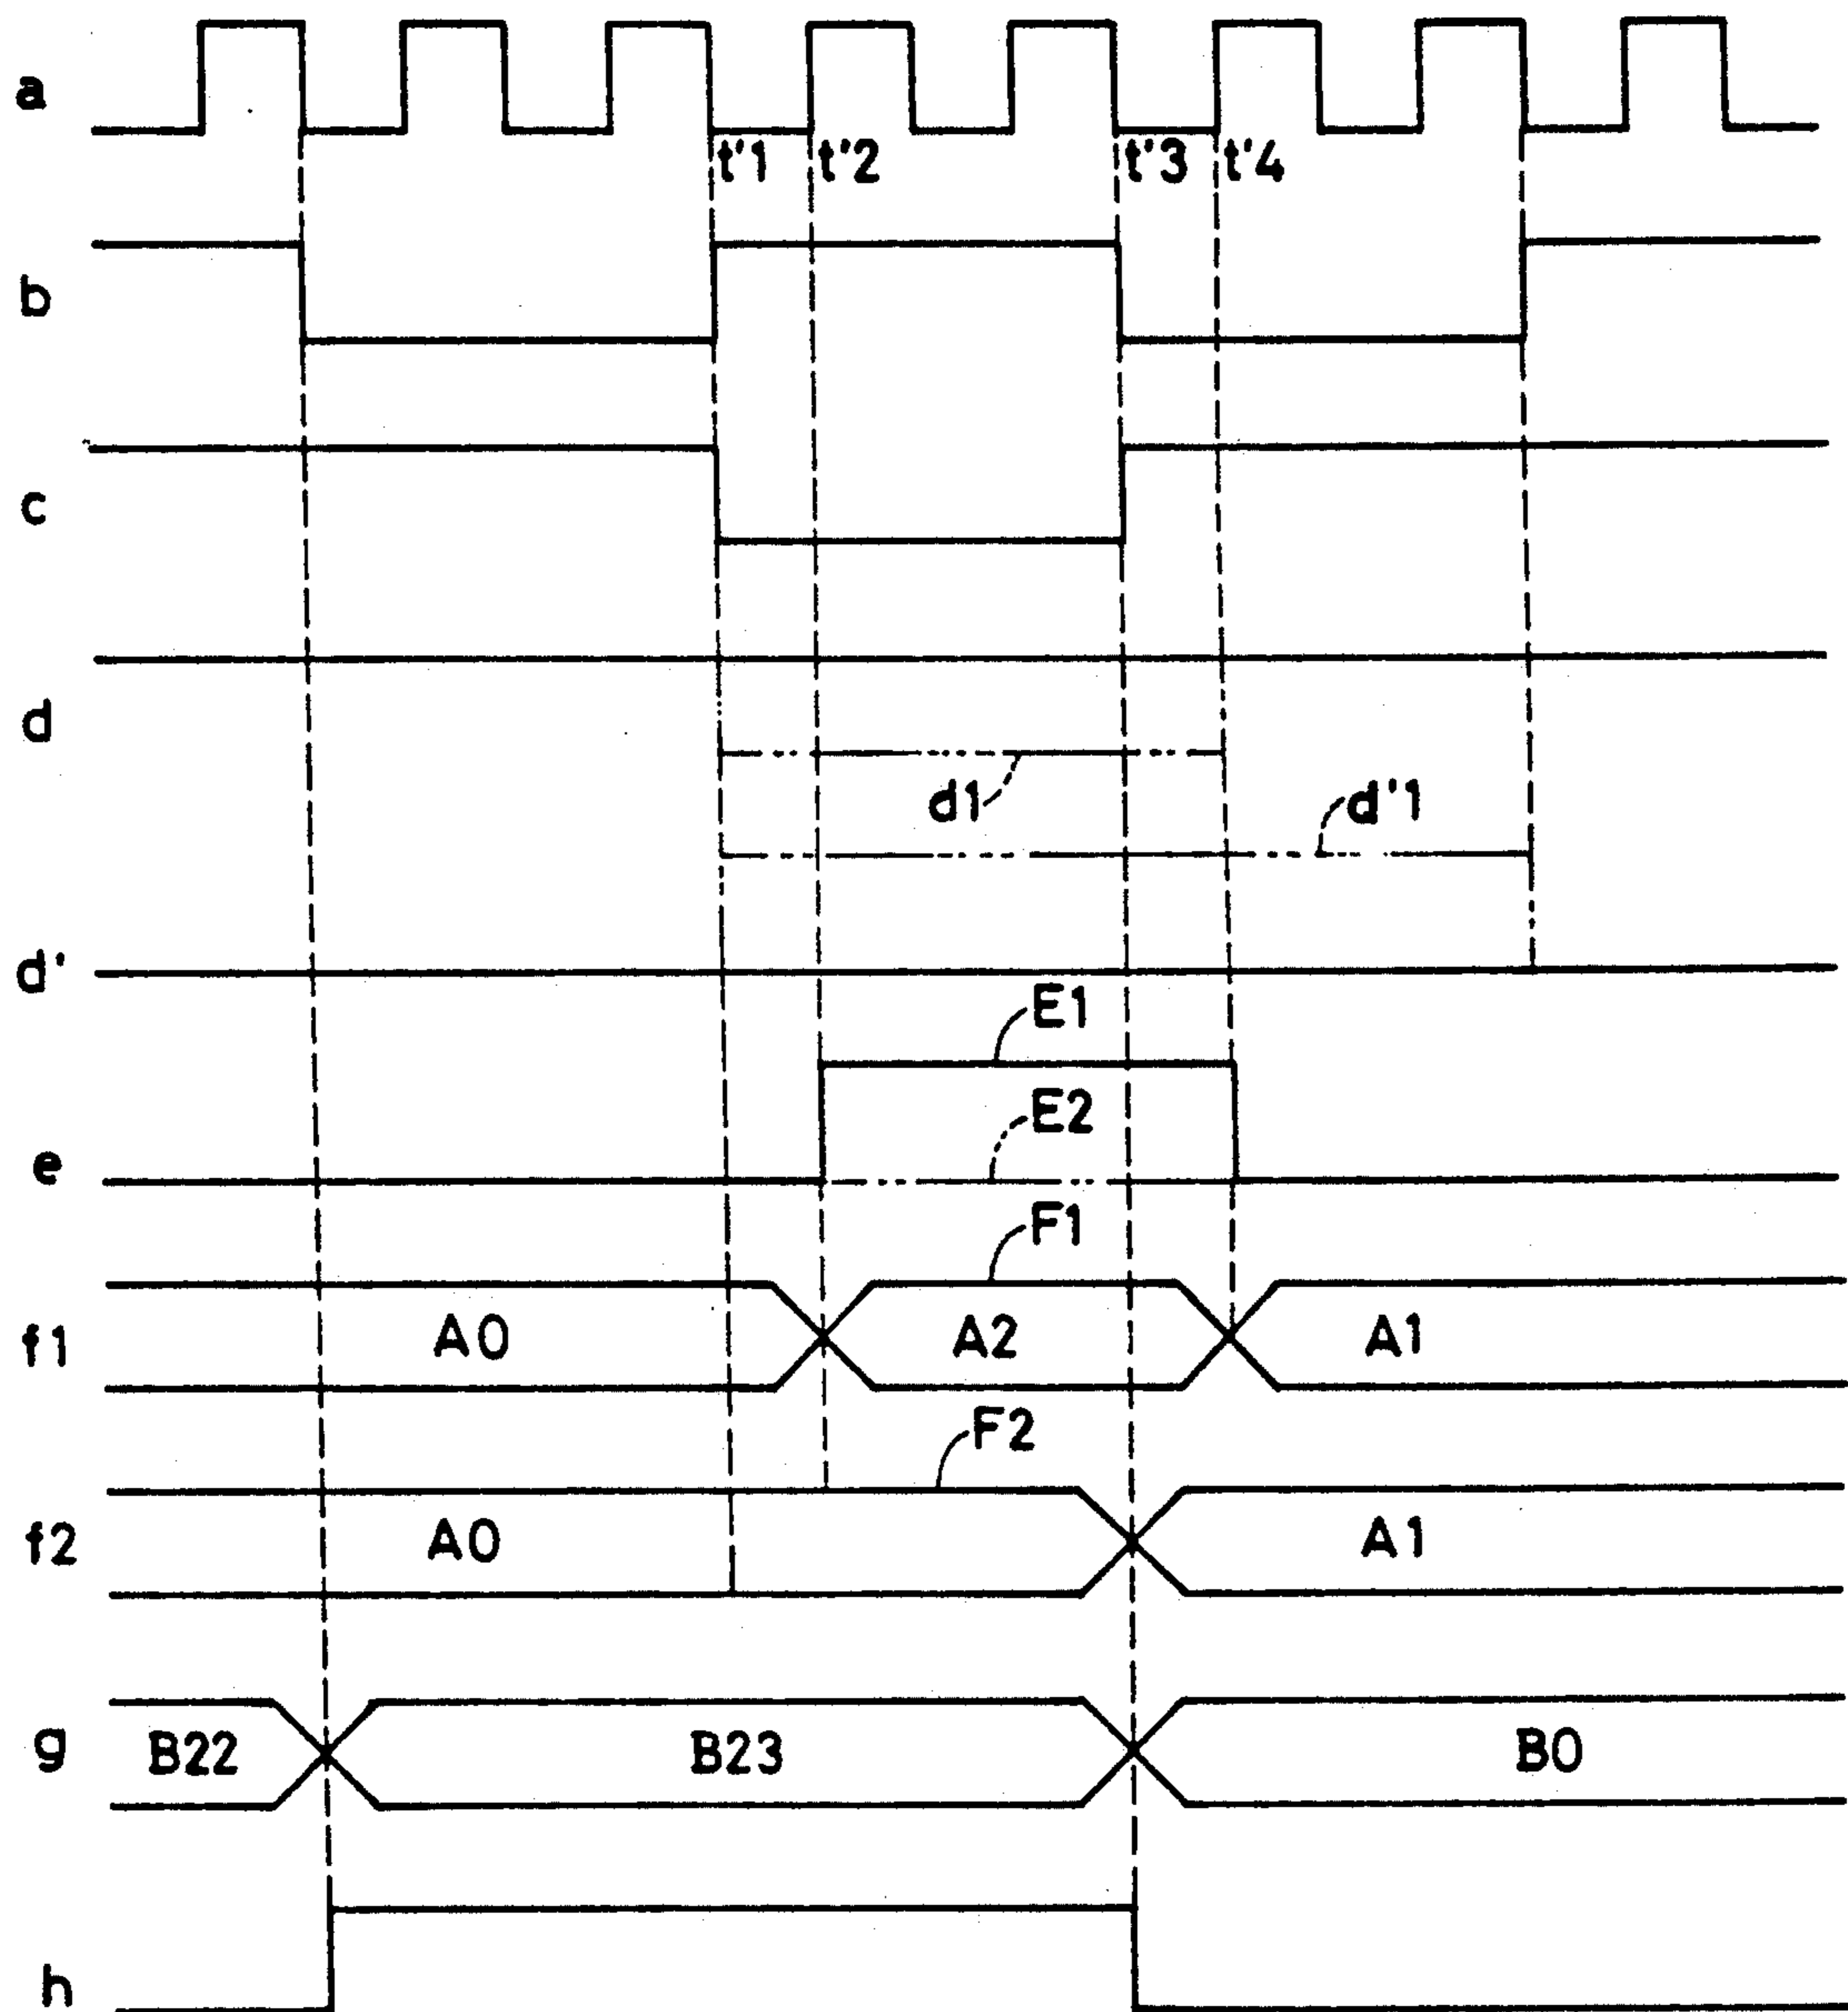 a
t'1 t'2 t'3 t'4
b
c
d
d1
d'1
d'
E1
E2
e
F1
f1 A0 A2 A1
F2
f2 A0 A1
g B22 B23 B0
h